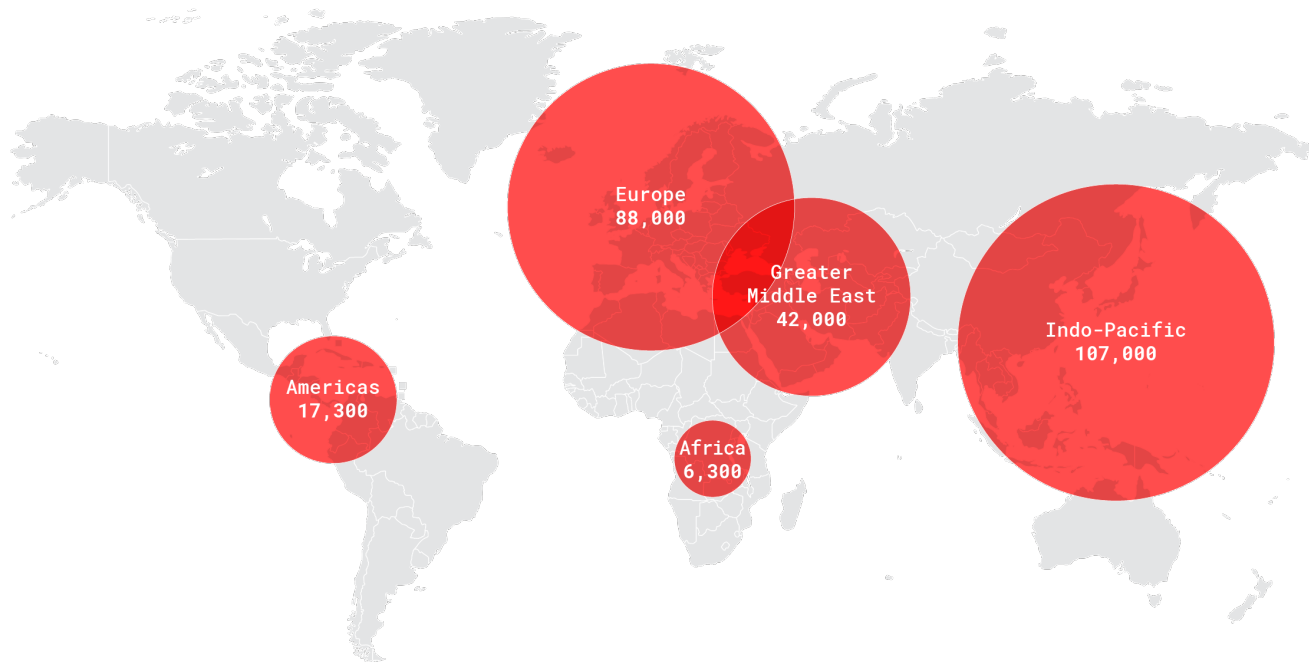 Europe
88,000
Greater
Middle East
42,000
Indo-Pacific
107,000
Americas
17,300
Africa
6,300